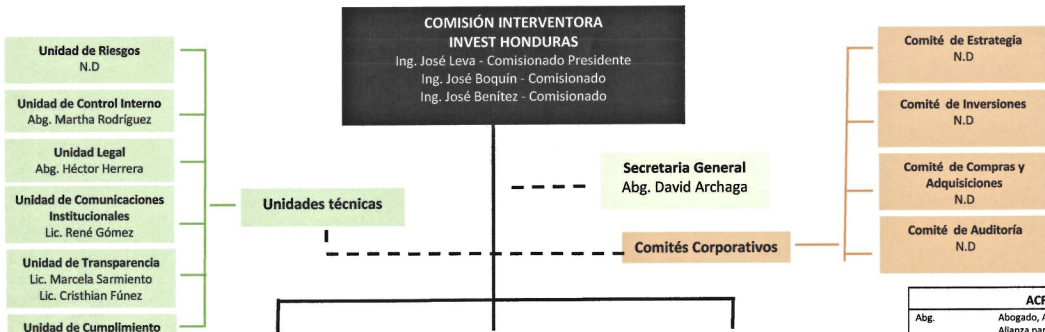 COMISIÓN INTERVENTORA
INVEST HONDURAS
Ing. José Leva - Comisionado Presidente
Ing. José Boquín - Comisionado
Ing. José Benítez - Comisionado
Unidad de Riesgos
N.D
Unidad de Control Interno
Abg. Martha Rodríguez
Unidad Legal
Abg. Héctor Herrera
Unidad de Comunicaciones
Institucionales
Lic. René Gómez
Unidad de Transparencia
Lic. Marcela Sarmiento
Lic. Cristhian Fúnez
Unidad de Cumplimiento
Unidades técnicas
Secretaria General
Abg. David Archaga
Comités Corporativos
Comité de Estrategia
N.D
Comité de Inversiones
N.D
Comité de Compras y
Adquisiciones
N.D
Comité de Auditoría
N.D
Abg. Abogado,